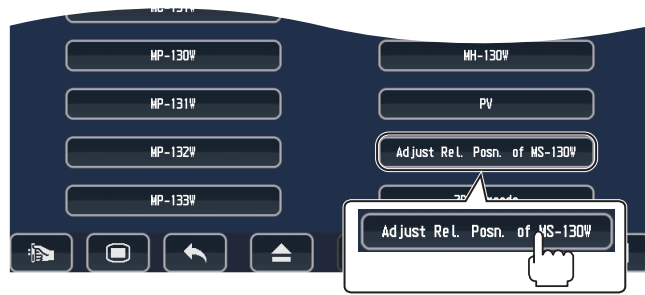 MP-130W
MH-130W
MP-131W
PV
MP-132W
Adjust Rel. Posn. of MS-130W
MP-133W
Adjust Rel. Posn. of MS-130W